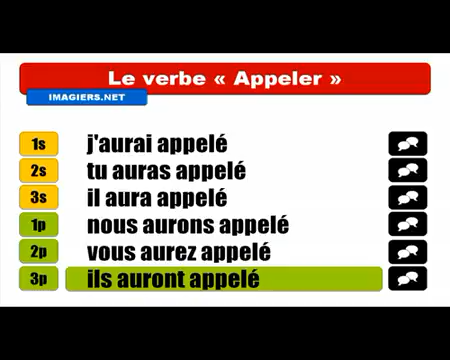 Le verbe « Appeler »
IMAGIERS.NET
1s j'aurai appelé
2s tu auras appelé
3s il aura appelé
1p nous aurons appelé
2p vous aurez appelé
3p ils auront appelé